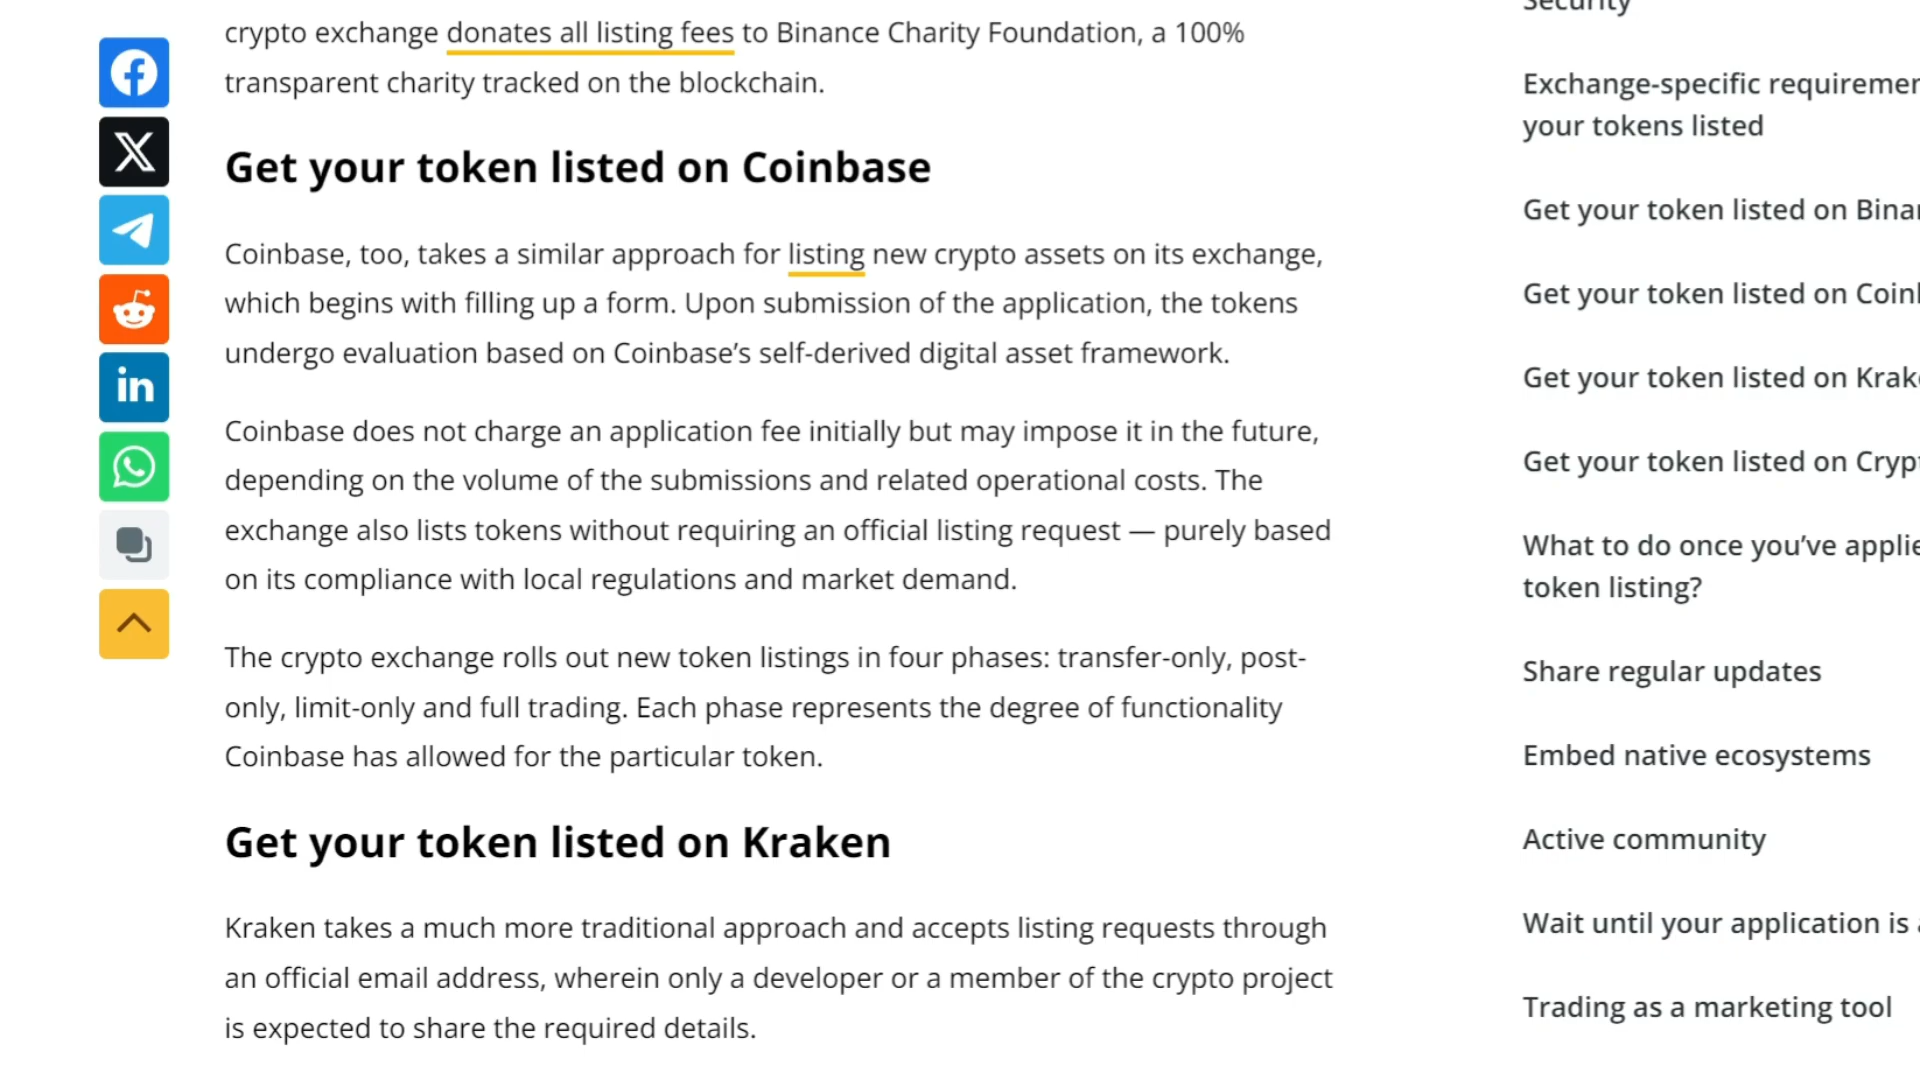 crypto exchange donates all listing fees to Binance Charity Foundation, a 100%
transparent charity tracked on the blockchain.
Get your token listed on Coinbase
Coinbase, too, takes a similar approach for listing new crypto assets on its exchange,
which begins with filling up a form. Upon submission of the application, the tokens
undergo evaluation based on Coinbase’s self-derived digital asset framework.
Coinbase does not charge an application fee initially but may impose it in the future,
depending on the volume of the submissions and related operational costs. The
exchange also lists tokens without requiring an official listing request — purely based
on its compliance with local regulations and market demand.
The crypto exchange rolls out new token listings in four phases: transfer-only, post-
only, limit-only and full trading. Each phase represents the degree of functionality
Coinbase has allowed for the particular token.
Get your token listed on Kraken
Kraken takes a much more traditional approach and accepts listing requests through
an official email address, wherein only a developer or a member of the crypto project
is expected to share the required details.
Security
Exchange-specific
your tokens listed
Get your token listed on
Get your token listed on
Get your token listed on
Get your token listed on
What to do once you’ve
token listing?
Share regular updates
Embed native ecosystems
Active community
Wait until your application is
Trading as a marketing tool
in